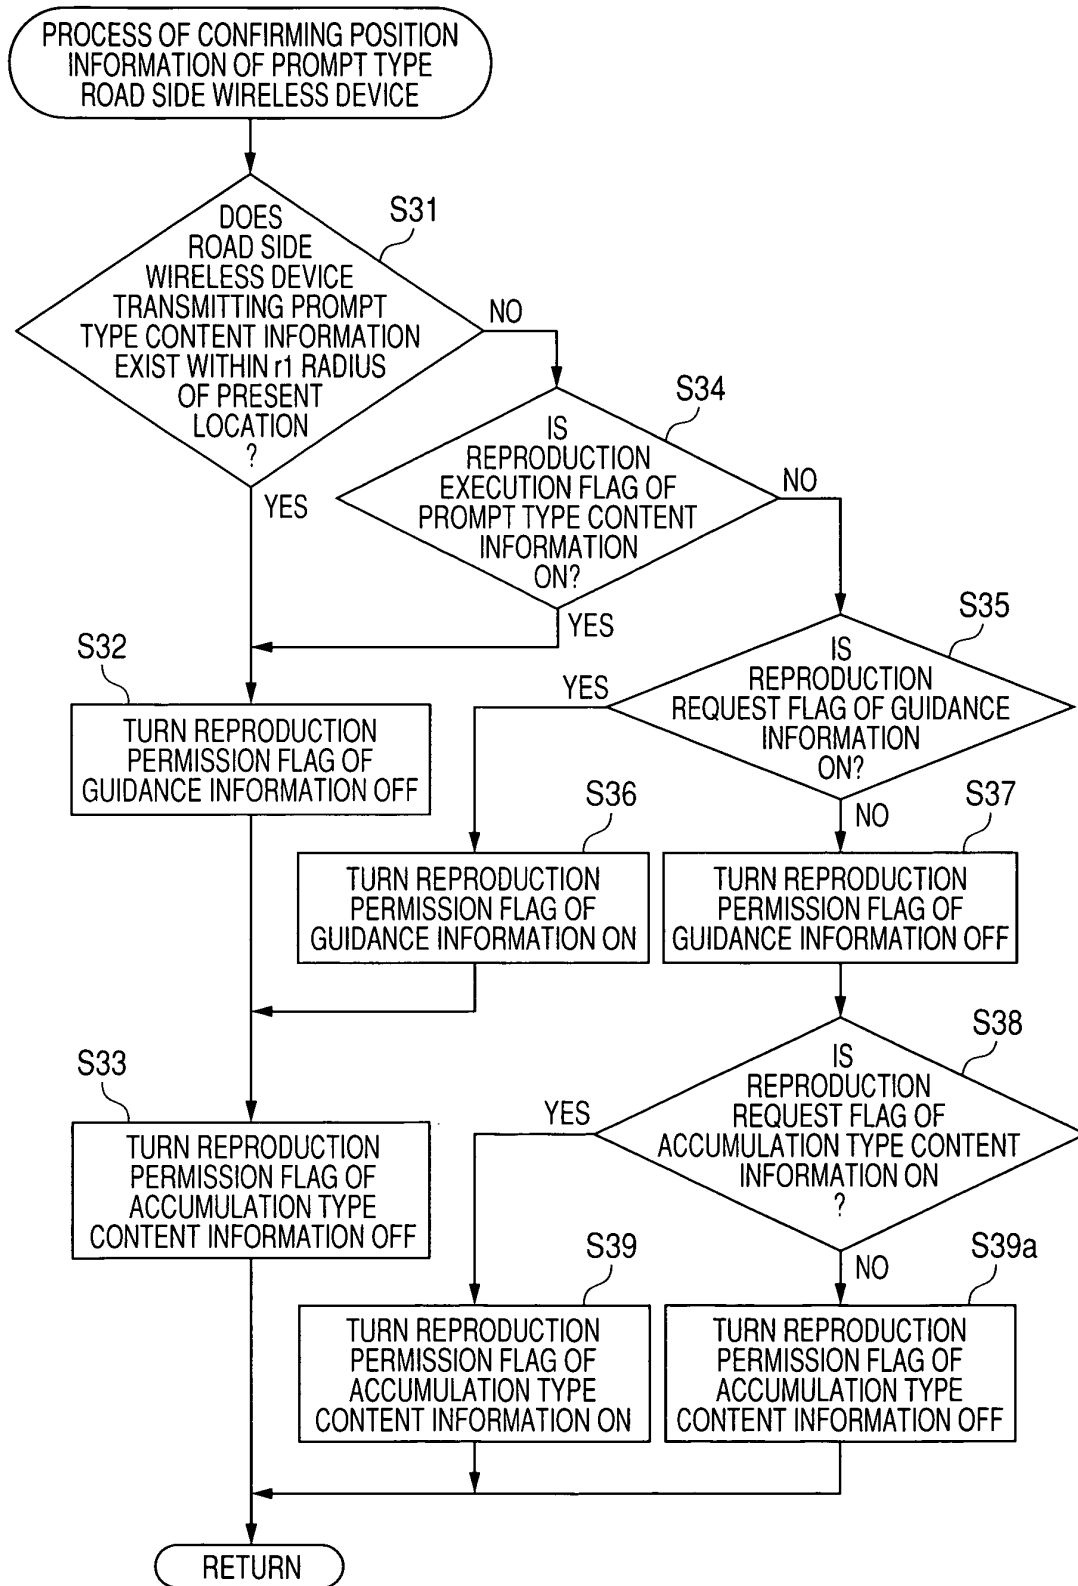 PROCESS OF CONFIRMING POSITION
INFORMATION OF PROMPT TYPE
ROAD SIDE WIRELESS DEVICE
S31
DOES
ROAD SIDE
WIRELESS DEVICE
TRANSMITTING PROMPT
TYPE CONTENT INFORMATION
EXIST WITHIN r1 RADIUS
OF PRESENT
LOCATION
?
NO
YES
S34
IS
REPRODUCTION
EXECUTION FLAG OF
PROMPT TYPE CONTENT
INFORMATION
ON?
NO
YES
S32
TURN REPRODUCTION
PERMISSION FLAG OF
GUIDANCE INFORMATION OFF
S35
IS
REPRODUCTION
REQUEST FLAG OF GUIDANCE
INFORMATION
ON?
YES
NO
S36
TURN REPRODUCTION
PERMISSION FLAG OF
GUIDANCE INFORMATION ON
S37
TURN REPRODUCTION
PERMISSION FLAG OF
GUIDANCE INFORMATION OFF
S33
TURN REPRODUCTION
PERMISSION FLAG OF
ACCUMULATION TYPE
CONTENT INFORMATION OFF
S38
IS
REPRODUCTION
REQUEST FLAG OF
ACCUMULATION TYPE CONTENT
INFORMATION ON
?
YES
NO
S39
TURN REPRODUCTION
PERMISSION FLAG OF
ACCUMULATION TYPE
CONTENT INFORMATION ON
S39a
TURN REPRODUCTION
PERMISSION FLAG OF
ACCUMULATION TYPE
CONTENT INFORMATION OFF
RETURN